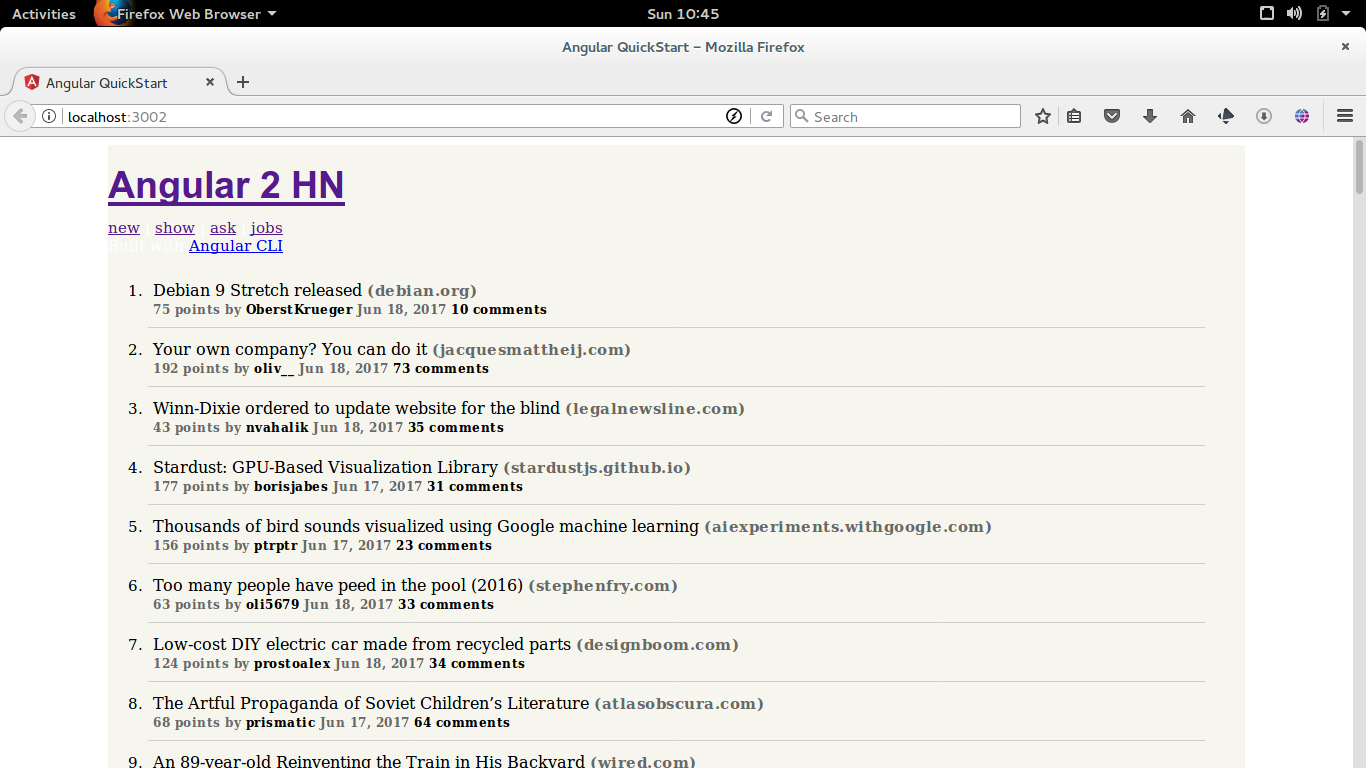 Activities Firefox Web Browser Sun 10:45
Angular QuickStart – Mozilla Firefox
Angular QuickStart
localhost:3002 Search
Angular 2 HN
new | show | ask | jobs
Built with Angular CLI
1. Debian 9 Stretch released (debian.org)
75 points by OberstKrueger Jun 18, 2017 10 comments
2. Your own company? You can do it (jacquesmattheij.com)
192 points by oliv__ Jun 18, 2017 73 comments
3. Winn-Dixie ordered to update website for the blind (legalnewsline.com)
43 points by nvahalik Jun 18, 2017 35 comments
4. Stardust: GPU-Based Visualization Library (stardustjs.github.io)
177 points by borisjabes Jun 17, 2017 31 comments
5. Thousands of bird sounds visualized using Google machine learning (aiexperiments.withgoogle.com)
156 points by ptrptr Jun 17, 2017 23 comments
6. Too many people have peed in the pool (2016) (stephenfry.com)
63 points by oli5679 Jun 18, 2017 33 comments
7. Low-cost DIY electric car made from recycled parts (designboom.com)
124 points by prostoalex Jun 18, 2017 34 comments
8. The Artful Propaganda of Soviet Children’s Literature (atlasobscura.com)
68 points by prismatic Jun 17, 2017 64 comments
9. An 89-year-old Reinventing the Train in His Backyard (wired.com)